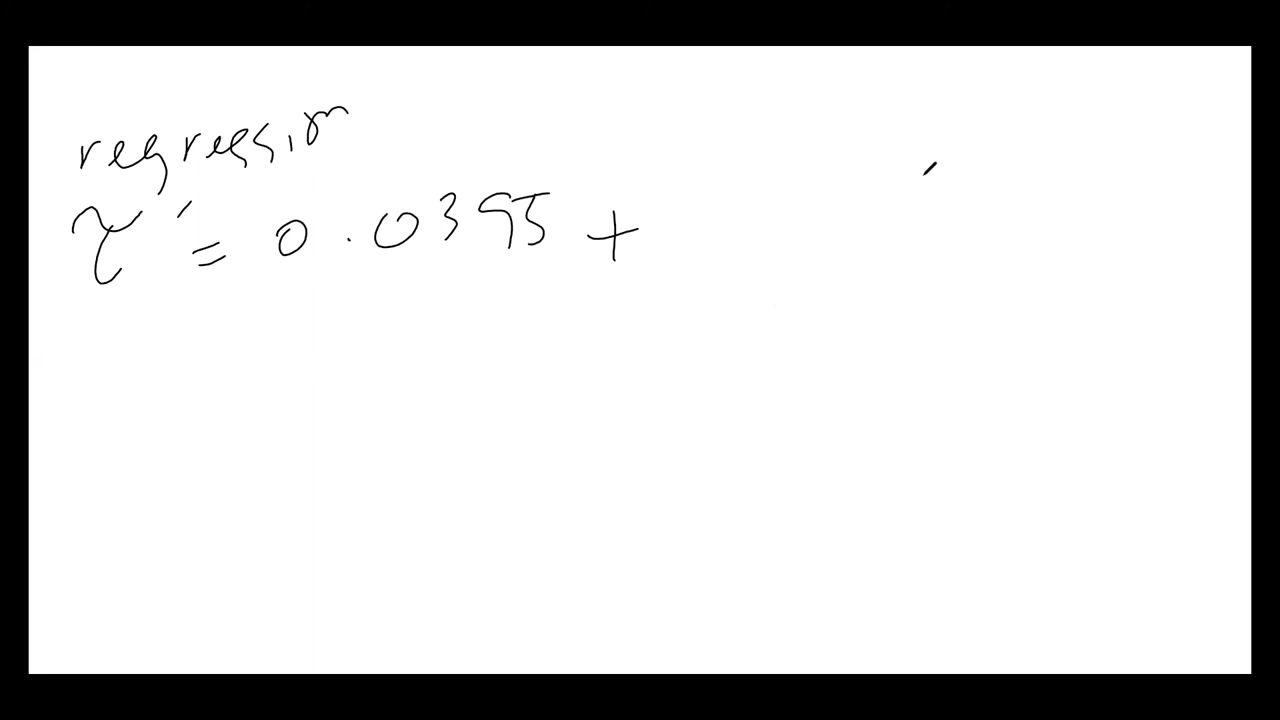 regression
τ' = 0.0395 +